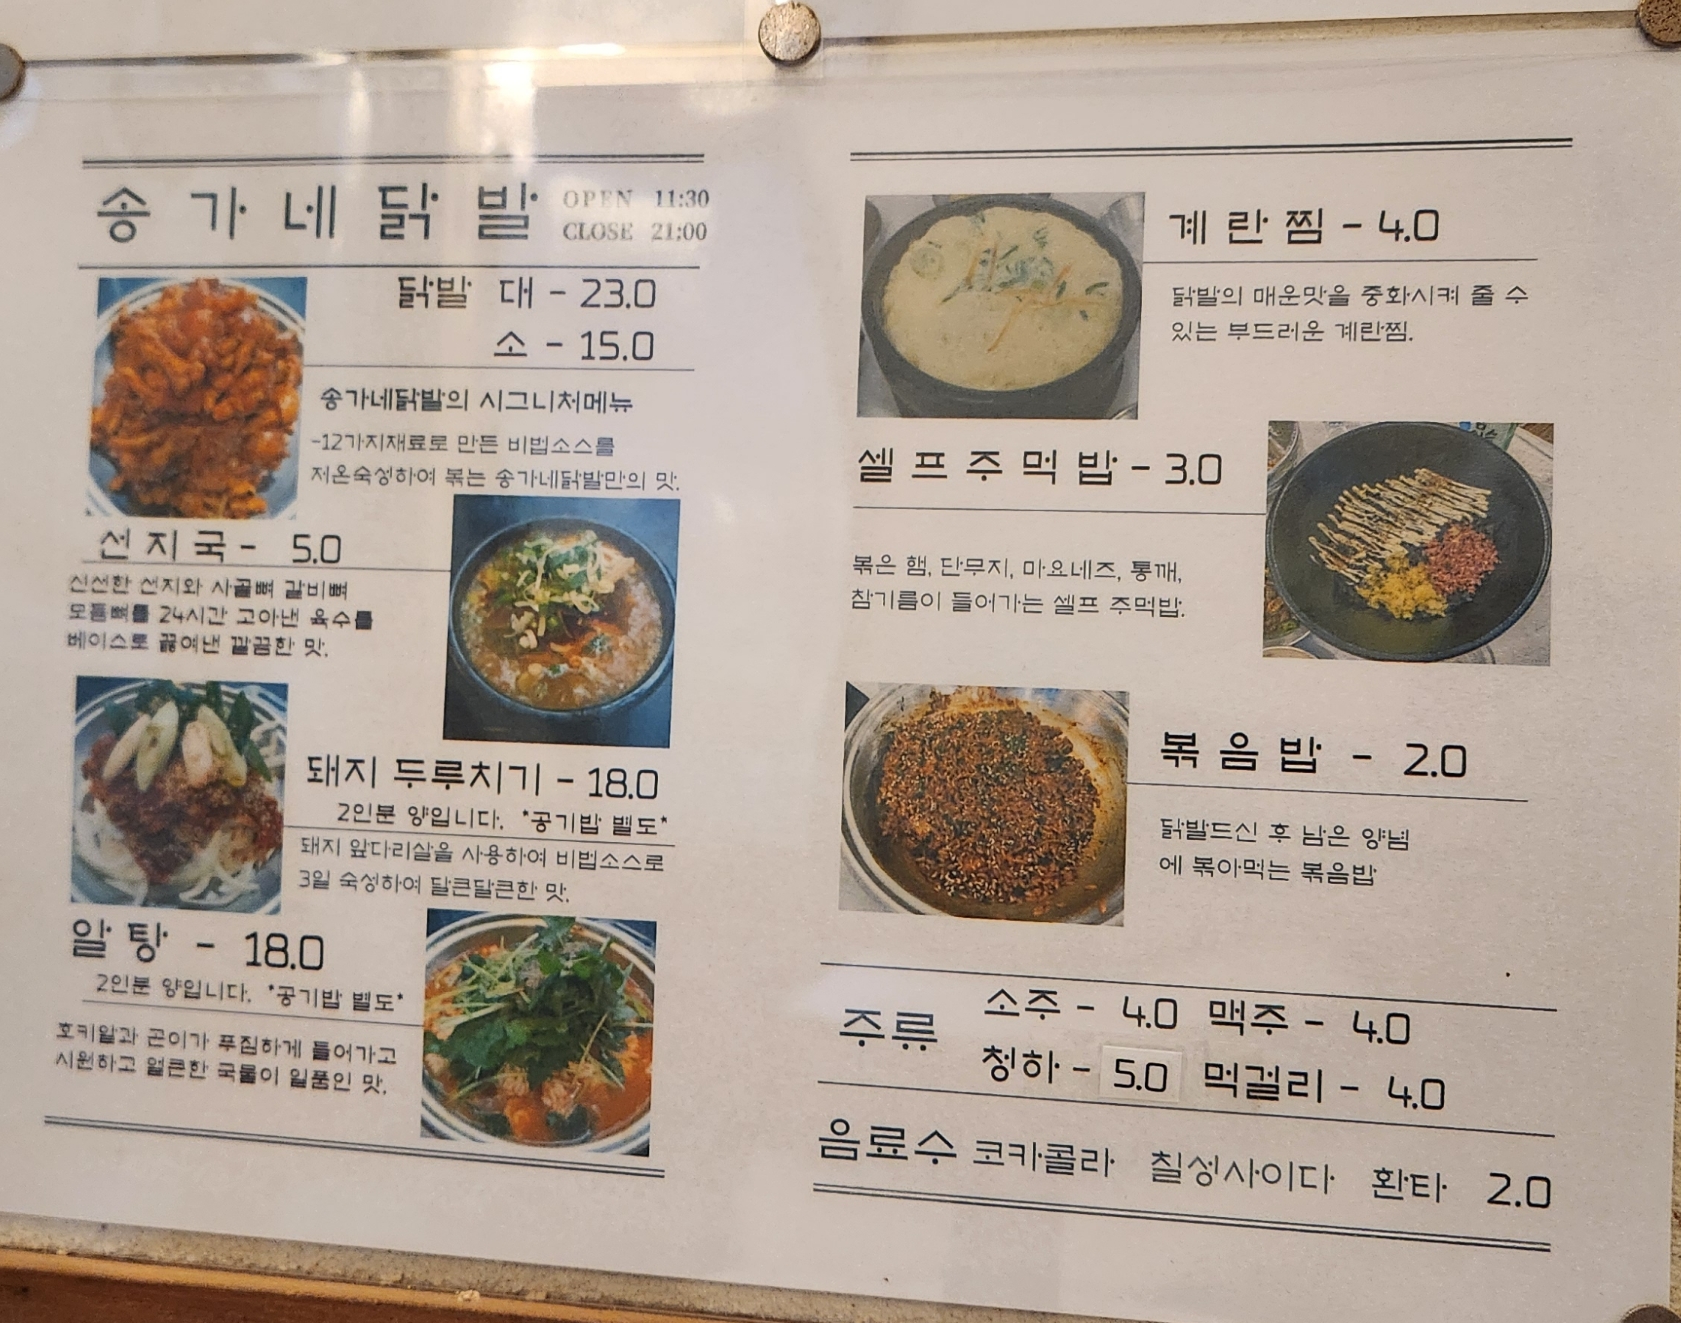 송가네닭발 OPEN 11:30
CLOSE 21:00
닭발 대 - 23.0
소 - 15.0
송가네닭발의 시그니처메뉴
-12가지재료로 만든 비법소스를
저온숙성하여 볶는 송가네닭발만의 맛.
선지국 - 5.0
신선한 선지와 사골뼈 갈비뼈
모듬뼈를 24시간 고아낸 육수를
베이스로 끓여낸 깔끔한 맛.
돼지 두루치기 - 18.0
2인분 양입니다. *공기밥 별도*
돼지 앞다리살을 사용하여 비법소스로
3일 숙성하여 달큰달큰한 맛.
알탕 - 18.0
2인분 양입니다. *공기밥 별도*
호키알과 곤이가 푸짐하게 들어가고
시원하고 얼큰한 국물이 일품인 맛.
계란찜 - 4.0
닭발의 매운맛을 중화시켜 줄 수
있는 부드러운 계란찜.
셀프주먹밥 - 3.0
볶은 햄, 단무지, 마요네즈, 통깨,
참기름이 들어가는 셀프 주먹밥.
볶음밥 - 2.0
닭발드신 후 남은 양념
에 볶아먹는 볶음밥
주류
소주 - 4.0 맥주 - 4.0
청하 - 5.0 먹걸리 - 4.0
음료수 코카콜라 칠성사이다 환타 2.0